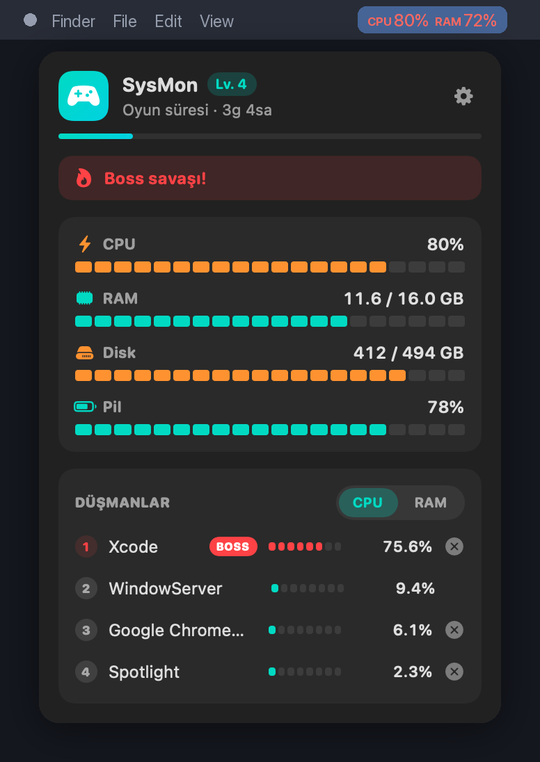 Finder File Edit View CPU 80% RAM 72%
SysMon Lv. 4
Oyun süresi · 3g 4sa
Boss savaşı!
CPU 80%
RAM 11.6 / 16.0 GB
Disk 412 / 494 GB
Pil 78%
DÜŞMANLAR CPU RAM
1 Xcode BOSS 75.6%
2 WindowServer 9.4%
3 Google Chrome... 6.1%
4 Spotlight 2.3%